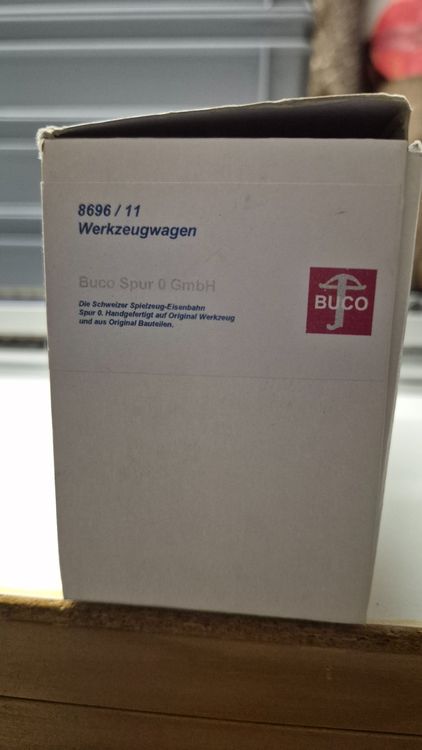 8696 / 11
Werkzeugwagen
Buco Spur 0 GmbH
Die Schweizer Spielzeug-Eisenbahn
Spur 0. Handgefertigt auf Original Werkzeug
und aus Original Bauteilen.
BUCO